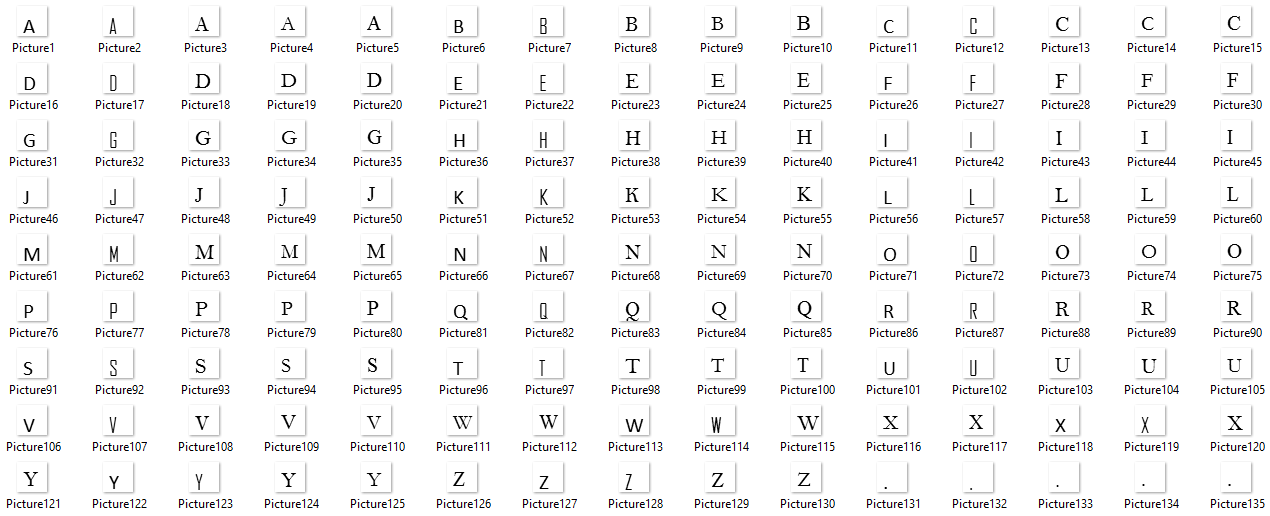 A A A A A B B B B B C C C C C
Picture1 Picture2 Picture3 Picture4 Picture5 Picture6 Picture7 Picture8 Picture9 Picture10 Picture11 Picture12 Picture13 Picture14 Picture15
D D D D D E E E E E F F F F F
Picture16 Picture17 Picture18 Picture19 Picture20 Picture21 Picture22 Picture23 Picture24 Picture25 Picture26 Picture27 Picture28 Picture29 Picture30
G G G G G H H H H H I I I I I
Picture31 Picture32 Picture33 Picture34 Picture35 Picture36 Picture37 Picture38 Picture39 Picture40 Picture41 Picture42 Picture43 Picture44 Picture45
J J J J J K K K K K L L L L L
Picture46 Picture47 Picture48 Picture49 Picture50 Picture51 Picture52 Picture53 Picture54 Picture55 Picture56 Picture57 Picture58 Picture59 Picture60
M M M M M N N N N N O O O O O
Picture61 Picture62 Picture63 Picture64 Picture65 Picture66 Picture67 Picture68 Picture69 Picture70 Picture71 Picture72 Picture73 Picture74 Picture75
P P P P P Q Q Q Q Q R R R R R
Picture76 Picture77 Picture78 Picture79 Picture80 Picture81 Picture82 Picture83 Picture84 Picture85 Picture86 Picture87 Picture88 Picture89 Picture90
S S S S S T T T T T U U U U U
Picture91 Picture92 Picture93 Picture94 Picture95 Picture96 Picture97 Picture98 Picture99 Picture100 Picture101 Picture102 Picture103 Picture104 Picture105
V V V V V W W W W W X X X X X
Picture106 Picture107 Picture108 Picture109 Picture110 Picture111 Picture112 Picture113 Picture114 Picture115 Picture116 Picture117 Picture118 Picture119 Picture120
Y Y Y Y Y Z Z Z Z Z . . . . .
Picture121 Picture122 Picture123 Picture124 Picture125 Picture126 Picture127 Picture128 Picture129 Picture130 Picture131 Picture132 Picture133 Picture134 Picture135